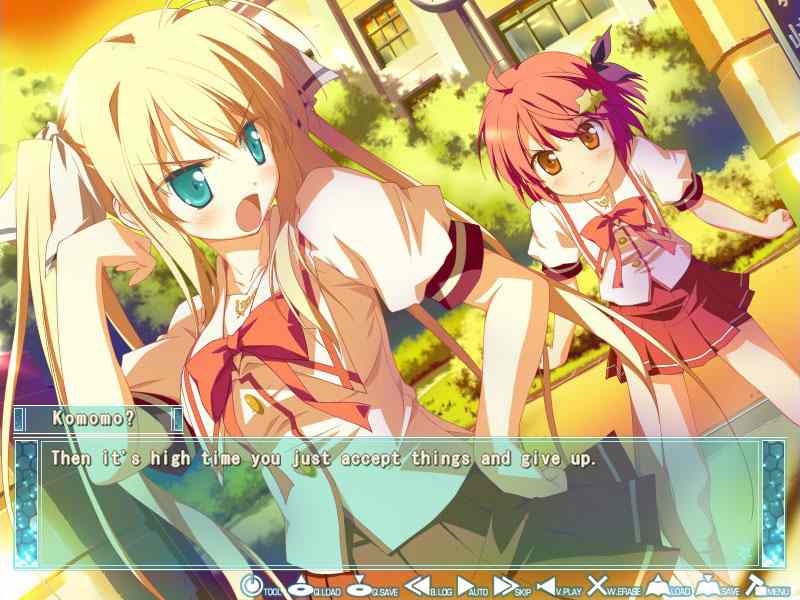 Komomo?
Then it's high time you just accept things and give up.
TOOL Q.LOAD Q.SAVE B.LOG AUTO SKIP V.PLAY W.ERASE LOAD SAVE MENU